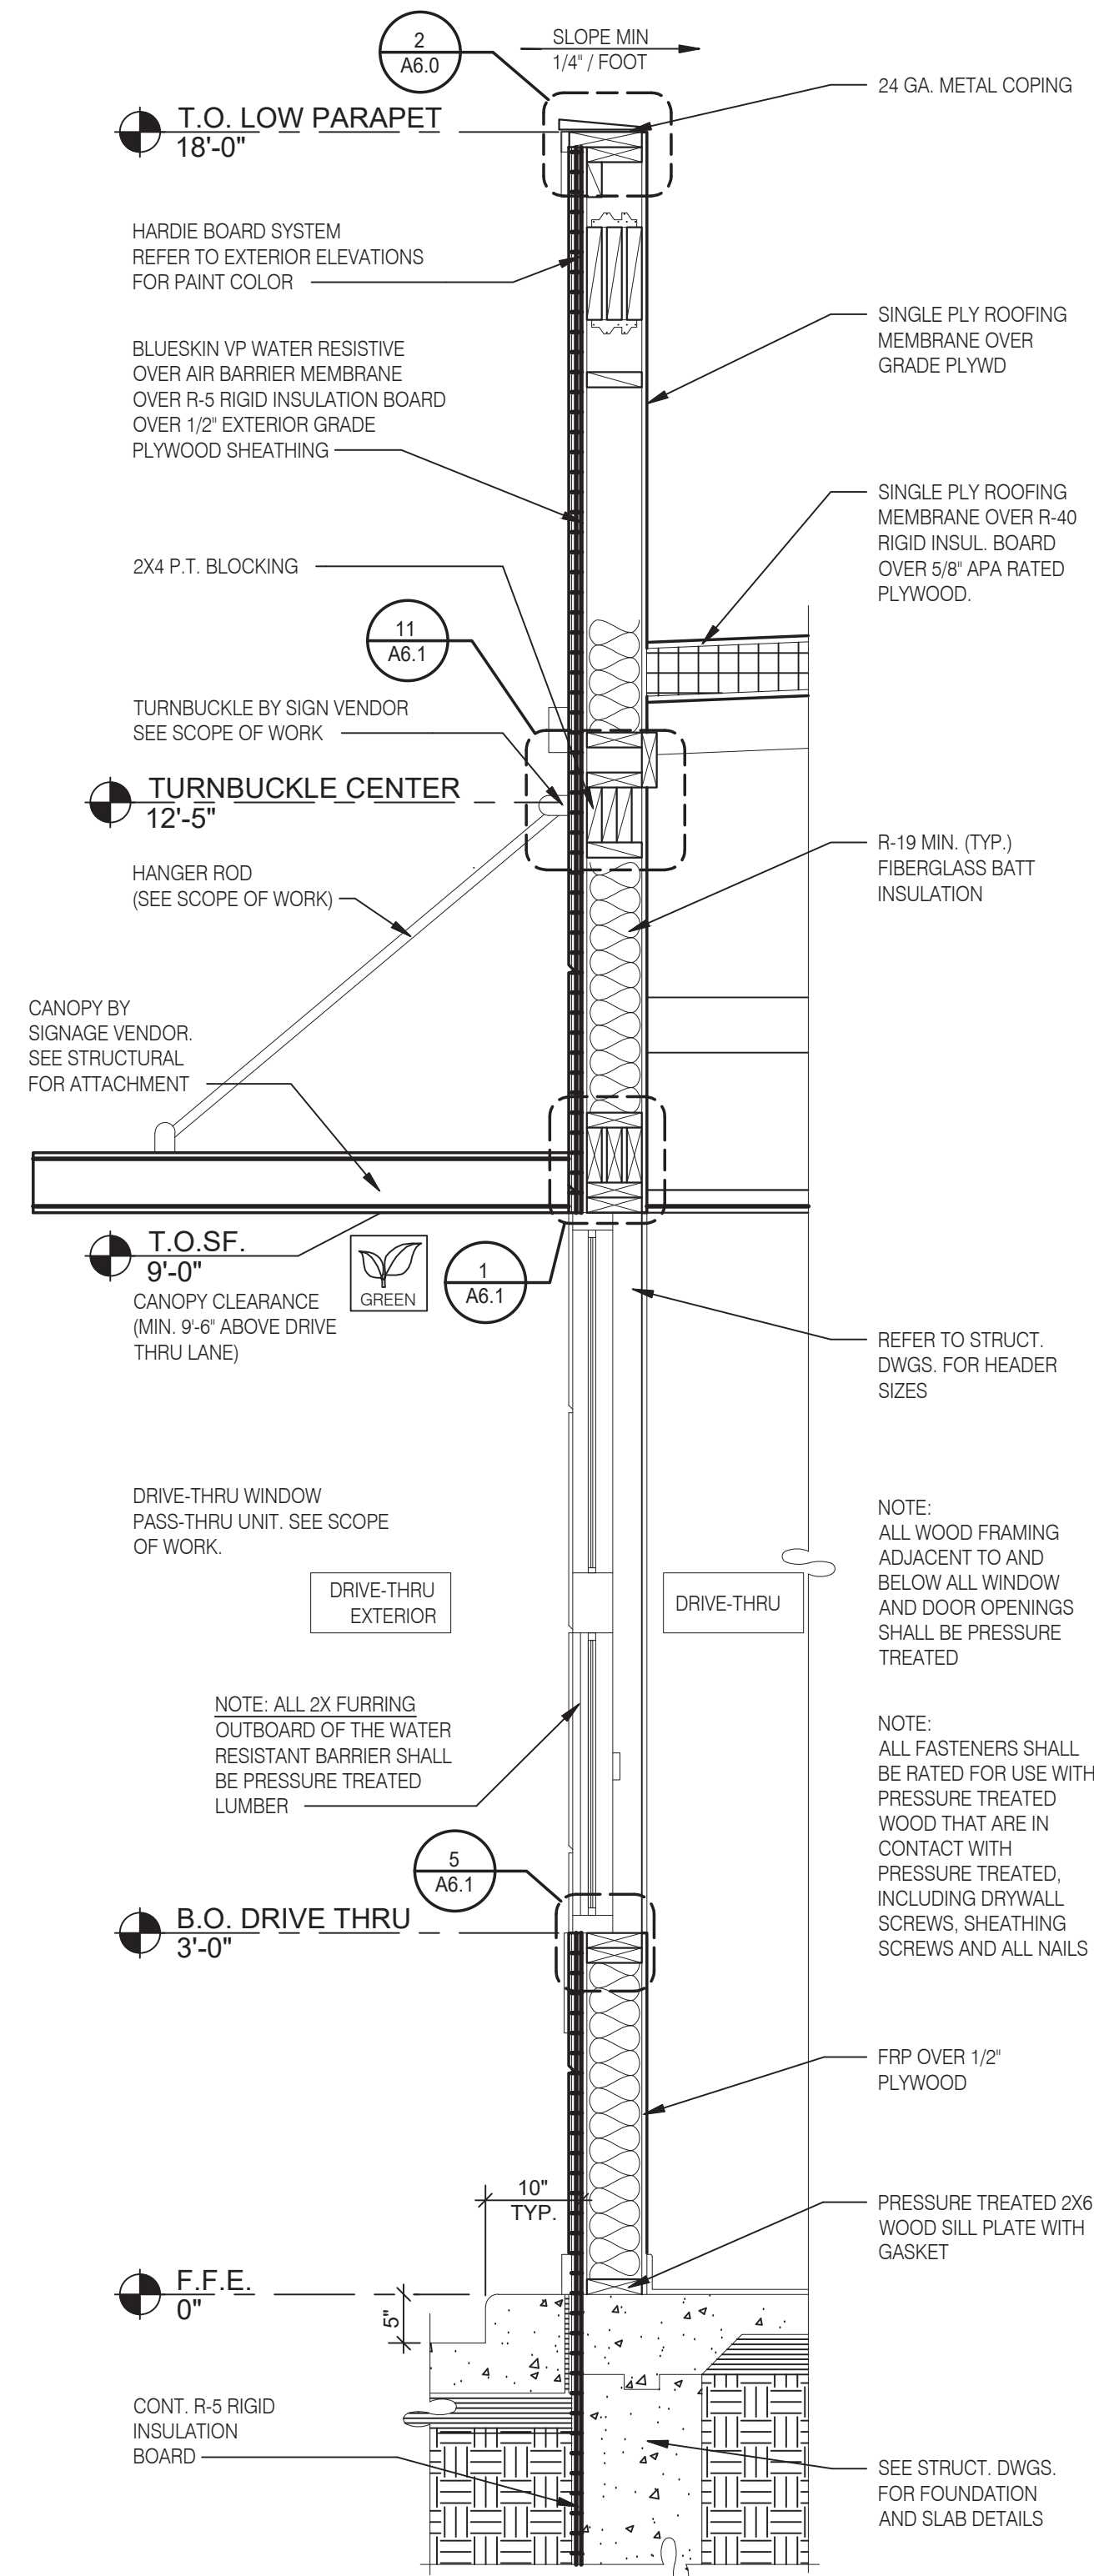 2
A6.0
SLOPE MIN
1/4" / FOOT
24 GA. METAL COPING
T.O. LOW PARAPET
18'-0"
HARDIE BOARD SYSTEM
REFER TO EXTERIOR ELEVATIONS
FOR PAINT COLOR
SINGLE PLY ROOFING
MEMBRANE OVER
GRADE PLYWD
BLUESKIN VP WATER RESISTIVE
OVER AIR BARRIER MEMBRANE
OVER R-5 RIGID INSULATION BOARD
OVER 1/2" EXTERIOR GRADE
PLYWOOD SHEATHING
SINGLE PLY ROOFING
MEMBRANE OVER R-40
RIGID INSUL. BOARD
OVER 5/8" APA RATED
PLYWOOD.
2X4 P.T. BLOCKING
11
A6.1
TURNBUCKLE BY SIGN VENDOR
SEE SCOPE OF WORK
TURNBUCKLE CENTER
12'-5"
R-19 MIN. (TYP.)
FIBERGLASS BATT
INSULATION
HANGER ROD
(SEE SCOPE OF WORK)
CANOPY BY
SIGNAGE VENDOR.
SEE STRUCTURAL
FOR ATTACHMENT
T.O.SF.
9'-0"
CANOPY CLEARANCE
(MIN. 9'-6" ABOVE DRIVE
THRU LANE)
GREEN
1
A6.1
REFER TO STRUCT.
DWGS. FOR HEADER
SIZES
DRIVE-THRU WINDOW
PASS-THRU UNIT. SEE SCOPE
OF WORK.
NOTE:
ALL WOOD FRAMING
ADJACENT TO AND
BELOW ALL WINDOW
AND DOOR OPENINGS
SHALL BE PRESSURE
TREATED
DRIVE-THRU
EXTERIOR
DRIVE-THRU
NOTE: ALL 2X FURRING
OUTBOARD OF THE WATER
RESISTANT BARRIER SHALL
BE PRESSURE TREATED
LUMBER
NOTE:
ALL FASTENERS SHALL
BE RATED FOR USE WITH
PRESSURE TREATED
WOOD THAT ARE IN
CONTACT WITH
PRESSURE TREATED,
INCLUDING DRYWALL
SCREWS, SHEATHING
SCREWS AND ALL NAILS
5
A6.1
B.O. DRIVE THRU
3'-0"
FRP OVER 1/2"
PLYWOOD
10"
TYP.
PRESSURE TREATED 2X6
WOOD SILL PLATE WITH
GASKET
F.F.E.
0"
5"
CONT. R-5 RIGID
INSULATION
BOARD
SEE STRUCT. DWGS.
FOR FOUNDATION
AND SLAB DETAILS